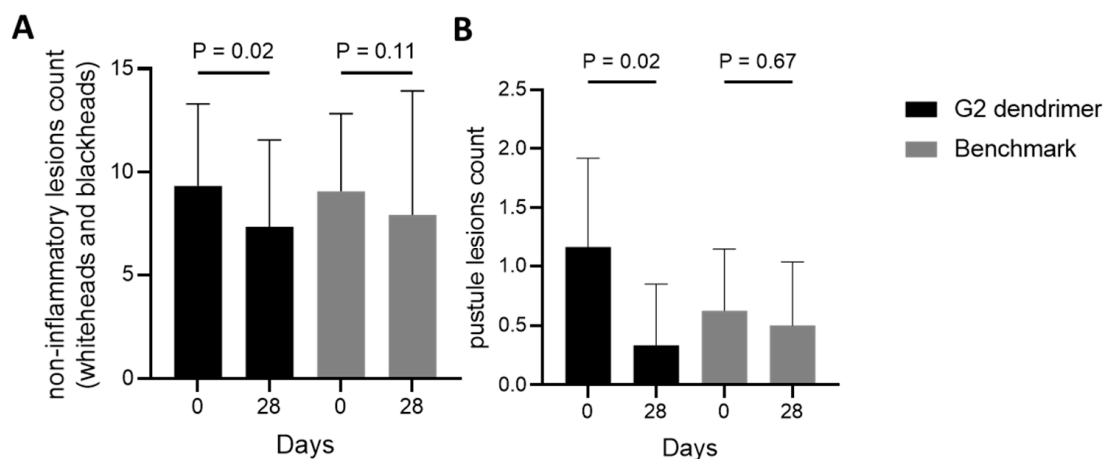 A
non-inflammatory lesions count
(whiteheads and blackheads)
P = 0.02
P = 0.11
15
10
5
0
0
28
0
28
Days
B
pustule lesions count
P = 0.02
P = 0.67
2.5
2.0
1.5
1.0
0.5
0.0
0
28
0
28
Days
G2 dendrimer
Benchmark